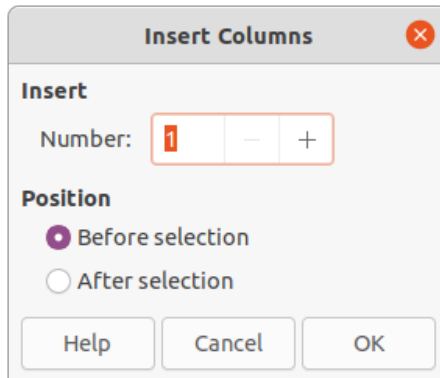 Insert Columns
Insert
Number: 1 − +
Position
Before selection
After selection
Help Cancel OK